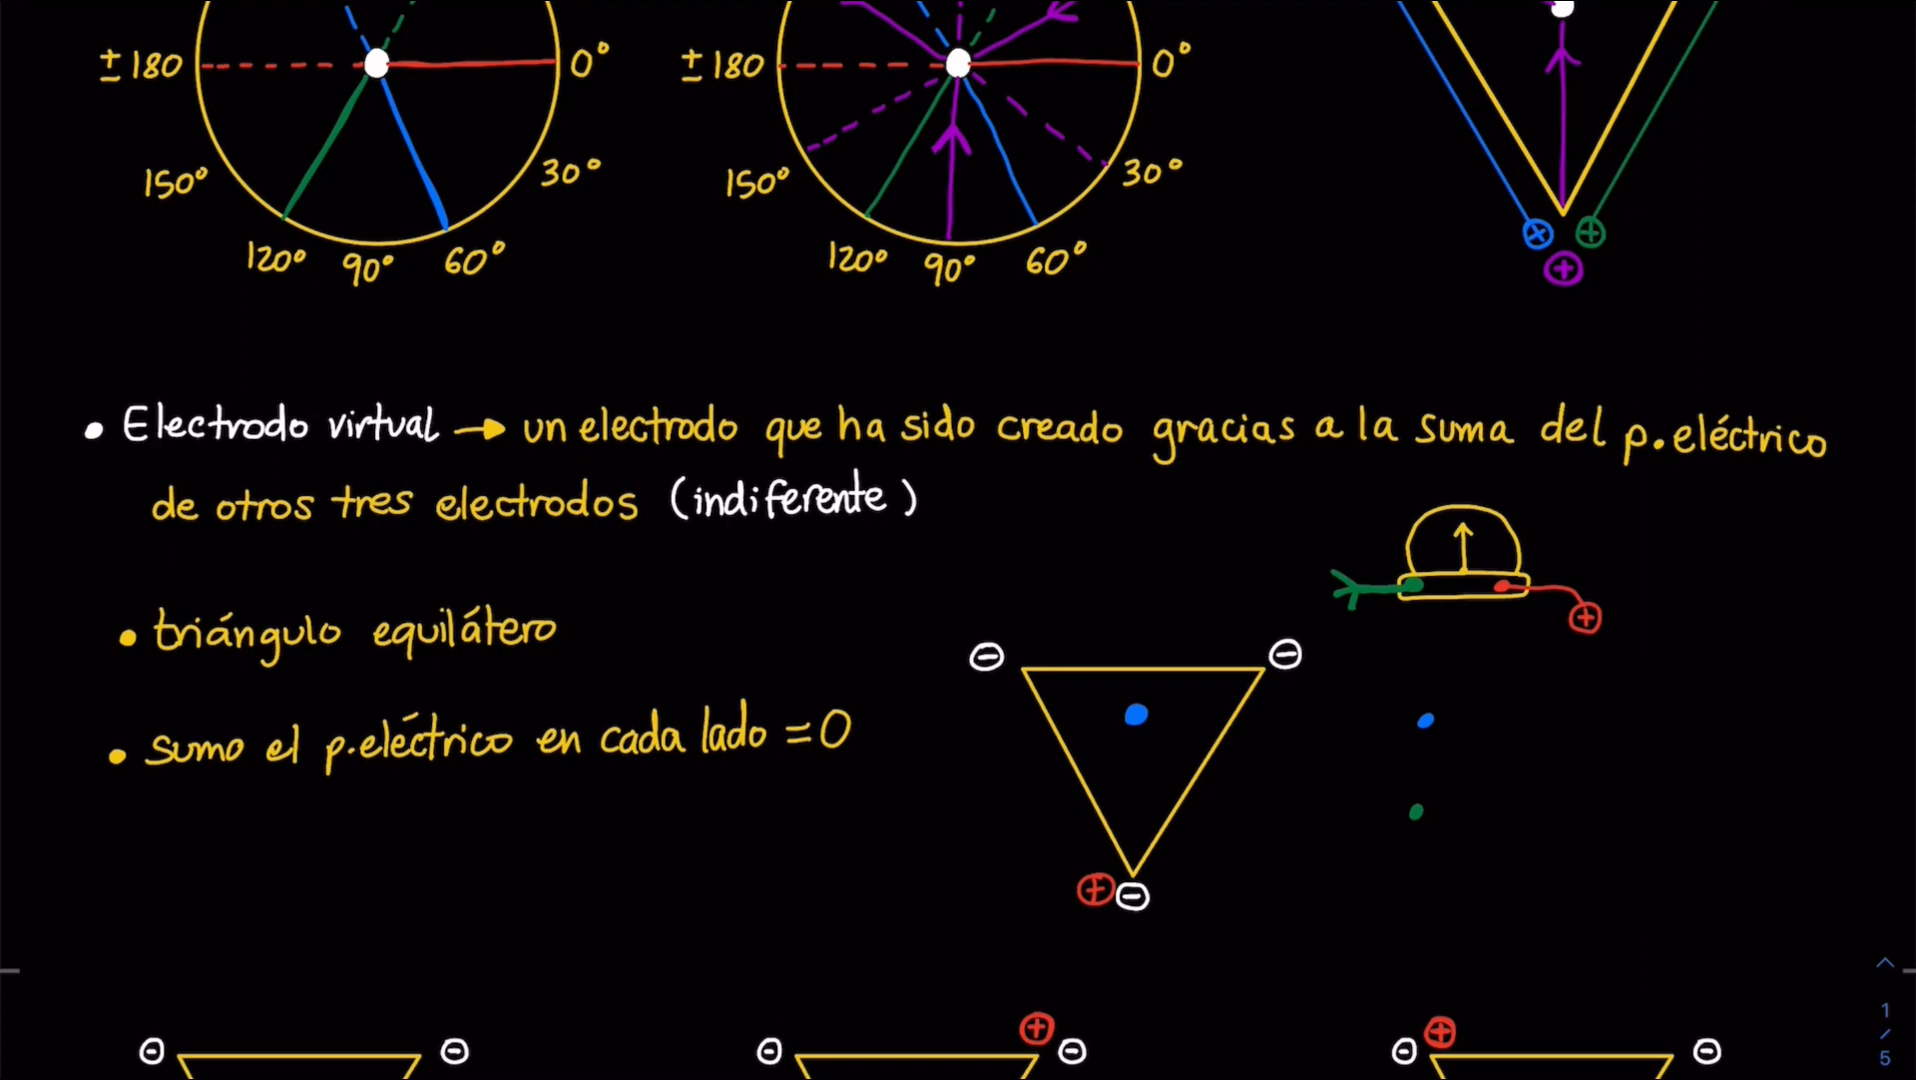 ±180 0° ±180 0°
150° 30° 150° 30°
120° 90° 60° 120° 90° 60°
+ + +
• Electrodo virtual → un electrodo que ha sido creado gracias a la suma del p.eléctrico
de otros tres electrodos (indiferente)
+
• triángulo equilátero
- -
• sumo el p.eléctrico en cada lado = 0
+ -
1
/
5
- - - + - - + -